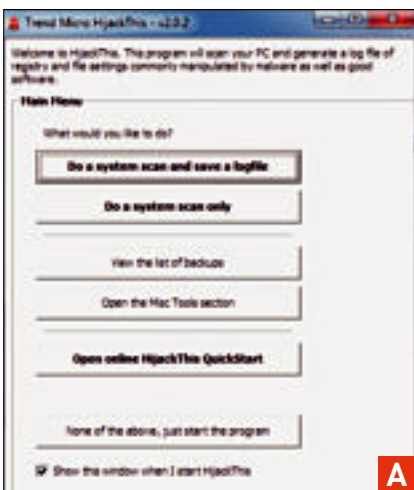 Trend Micro HijackThis - v2.0.2
Welcome to HijackThis. This program will scan your PC and generate a log file of
registry and file settings commonly manipulated by malware as well as good
software.
Main Menu
What would you like to do?
Do a system scan and save a logfile
Do a system scan only
View the list of backups
Open the Misc Tools section
Open online HijackThis QuickStart
None of the above, just start the program
Show this window when I start HijackThis
A